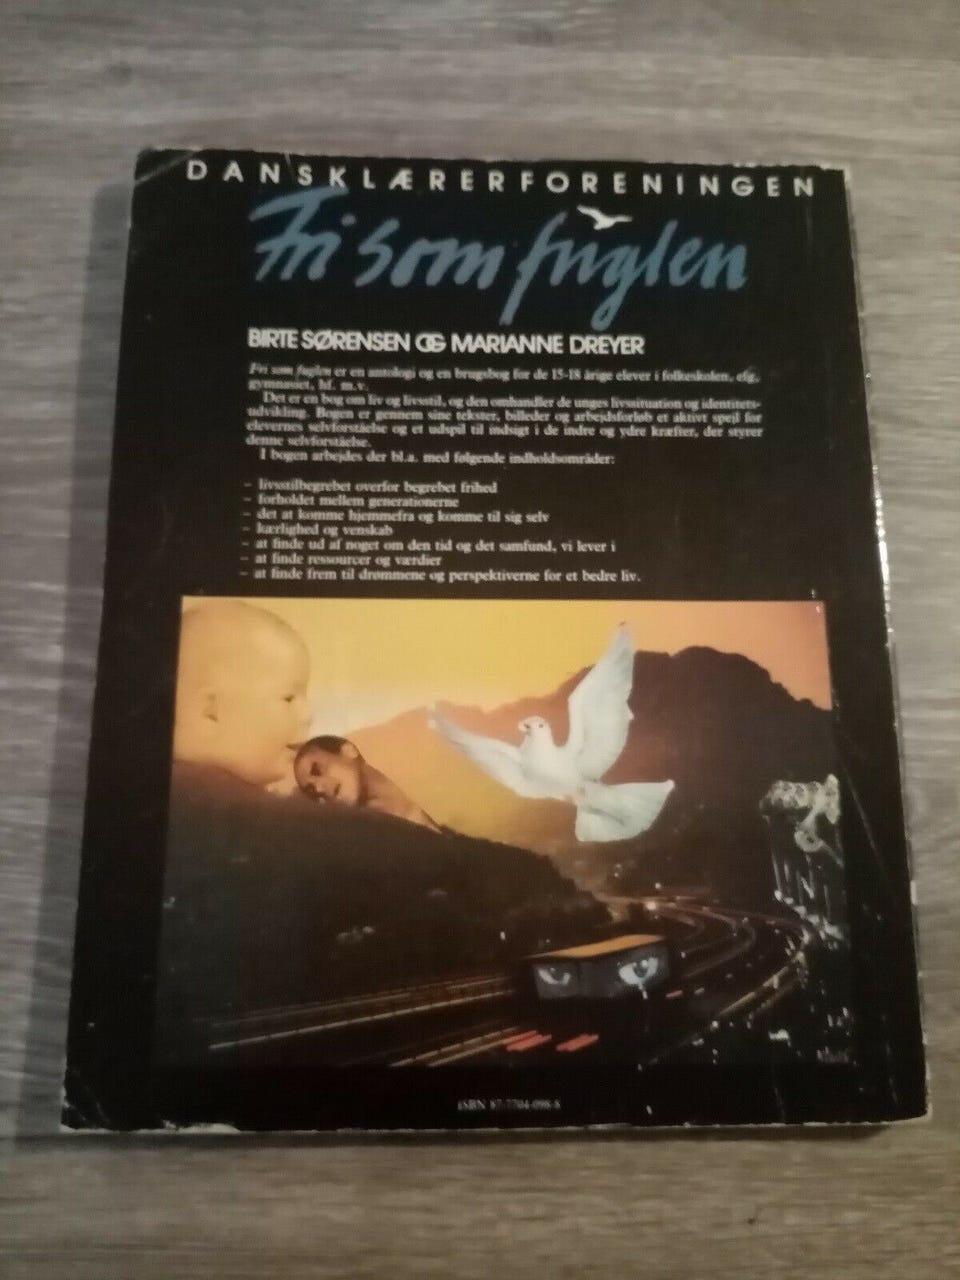 DANSKLÆRERFORENINGEN
Fri som fuglen
BIRTE SØRENSEN OG MARIANNE DREYER
Fri som fuglen er en antologi og en brugsbog for de 15-18 årige elever i folkeskolen, efg,
gymnasiet, hf. m.v.
Det er en bog om liv og livsstil, og den omhandler de unges livssituation og identitets-
udvikling. Bogen er gennem sine tekster, billeder og arbejdsforløb et aktivt spejl for
elevernes selvforståelse og et udspil til indsigt i de indre og ydre kræfter, der styrer
denne selvforståelse.
I bogen arbejdes der bl.a. med følgende indholdsområder:
– livsstilbegrebet overfor begrebet frihed
– forholdet mellem generationerne
– det at komme hjemmefra og komme til sig selv
– kærlighed og venskab
– at finde ud af noget om den tid og det samfund, vi lever i
– at finde ressourcer og værdier
– at finde frem til drømmene og perspektiverne for et bedre liv.
ISBN 87-7704-098-8